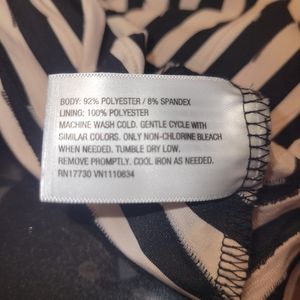 BODY: 92% POLYESTER / 8% SPANDEX
LINING: 100% POLYESTER
MACHINE WASH COLD. GENTLE CYCLE WITH
SIMILAR COLORS. ONLY NON-CHLORINE BLEACH
WHEN NEEDED. TUMBLE DRY LOW.
REMOVE PROMPTLY. COOL IRON AS NEEDED.
RN17730 VN1110634